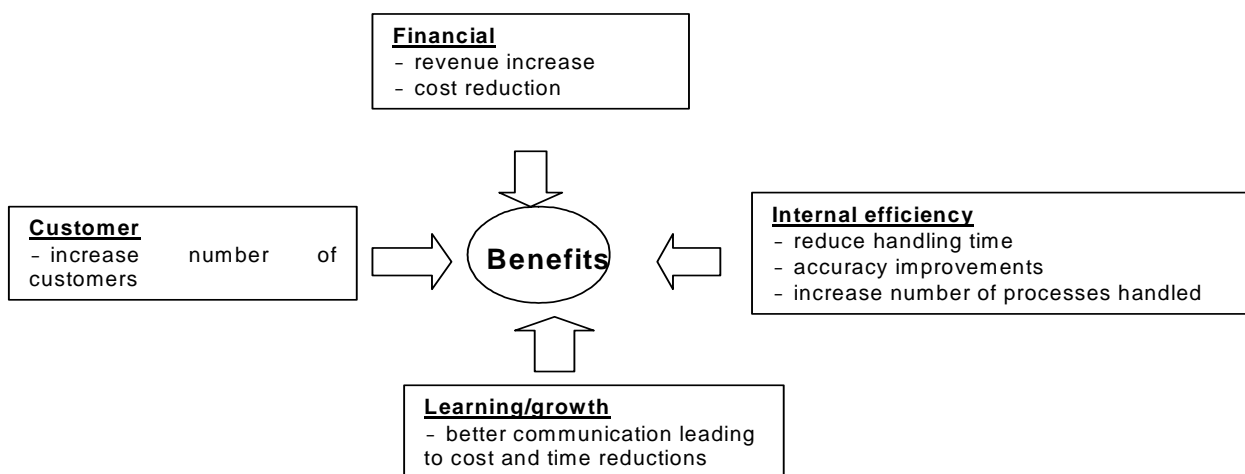 Financial
- revenue increase
- cost reduction
Customer
- increase number of
customers
Benefits
Internal efficiency
- reduce handling time
- accuracy improvements
- increase number of processes handled
Learning/growth
- better communication leading
to cost and time reductions